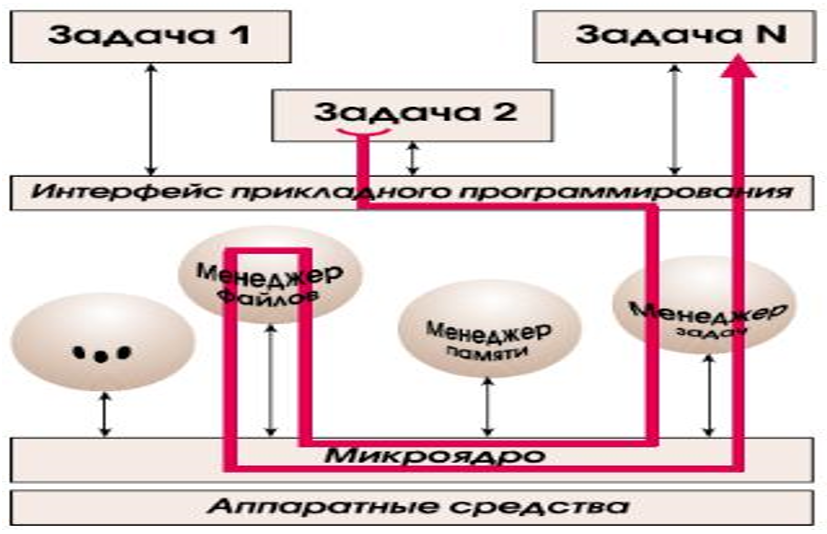 Задача 1
Задача N
Задача 2
Интерфейс прикладного программирования
Менеджер
файлов
Менеджер
памяти
Менеджер
задач
...
Микроядро
Аппаратные средства